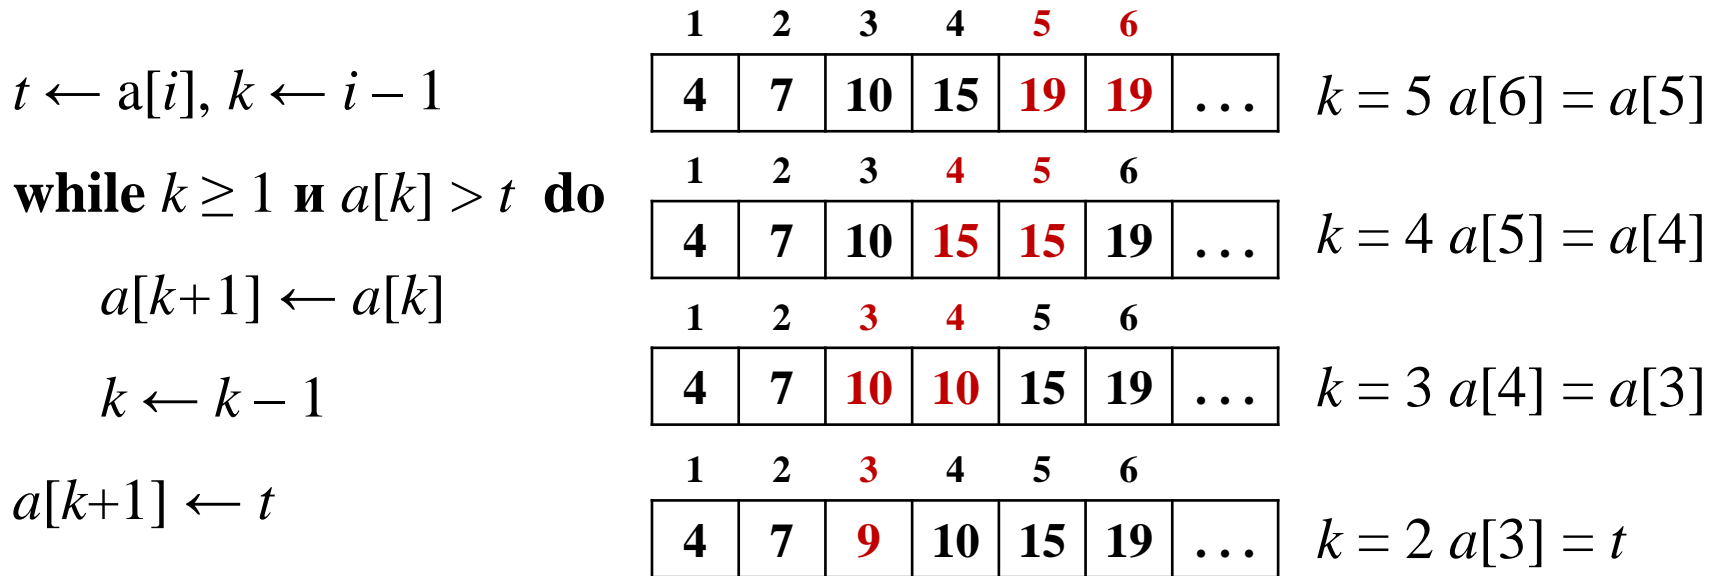 t ← a[i], k ← i – 1
while k ≥ 1 и a[k] > t do
a[k+1] ← a[k]
k ← k – 1
a[k+1] ← t
1 2 3 4 5 6
4 7 10 15 19 19 . . .
k = 5 a[6] = a[5]
1 2 3 4 5 6
4 7 10 15 15 19 . . .
k = 4 a[5] = a[4]
1 2 3 4 5 6
4 7 10 10 15 19 . . .
k = 3 a[4] = a[3]
1 2 3 4 5 6
4 7 9 10 15 19 . . .
k = 2 a[3] = t